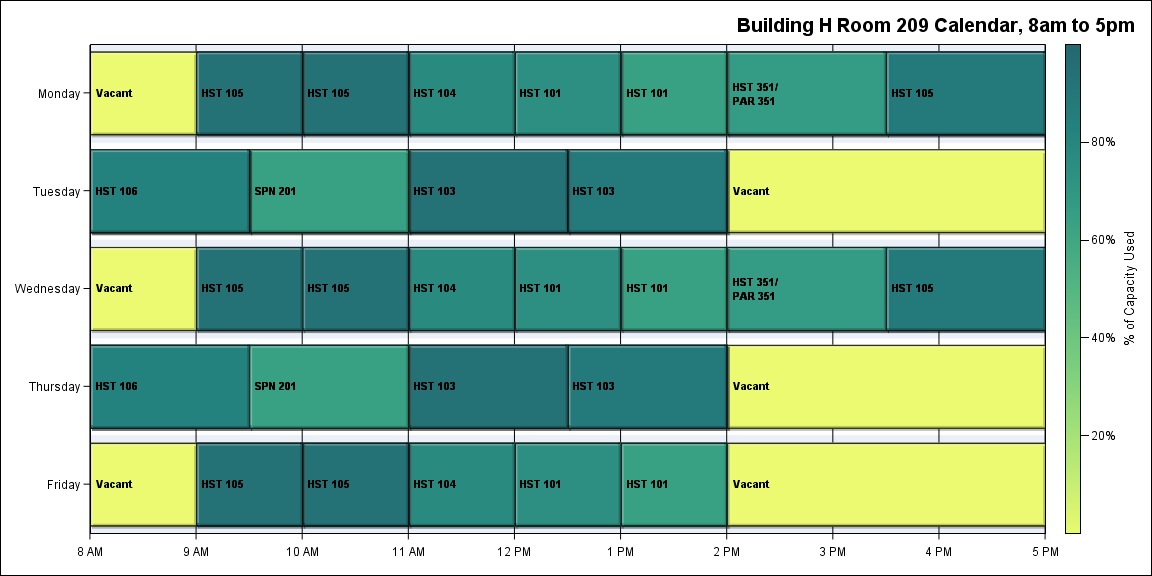 Building H Room 209 Calendar, 8am to 5pm
Monday
Vacant
HST 105
HST 105
HST 104
HST 101
HST 101
HST 351/
PAR 351
HST 105
Tuesday
HST 106
SPN 201
HST 103
HST 103
Vacant
Wednesday
Vacant
HST 105
HST 105
HST 104
HST 101
HST 101
HST 351/
PAR 351
HST 105
Thursday
HST 106
SPN 201
HST 103
HST 103
Vacant
Friday
Vacant
HST 105
HST 105
HST 104
HST 101
HST 101
Vacant
8 AM
9 AM
10 AM
11 AM
12 PM
1 PM
2 PM
3 PM
4 PM
5 PM
80%
60%
40%
20%
% of Capacity Used